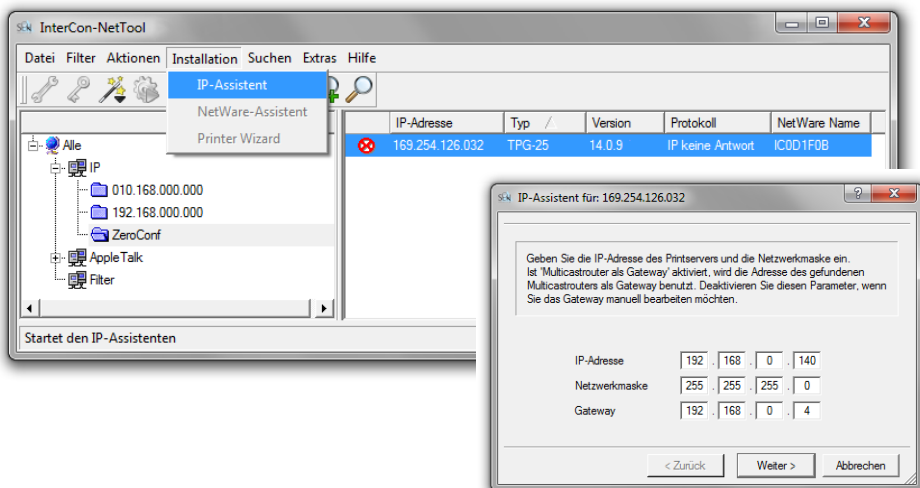 SEH InterCon-NetTool
Datei Filter Aktionen Installation Suchen Extras Hilfe
IP-Assistent
NetWare-Assistent
Printer Wizard
IP-Adresse Typ Version Protokoll NetWare Name
169.254.126.032 TPG-25 14.0.9 IP keine Antwort IC0D1F0B
Alle
IP
010.168.000.000
192.168.000.000
ZeroConf
AppleTalk
Filter
Startet den IP-Assistenten
SEH IP-Assistent für: 169.254.126.032
Geben Sie die IP-Adresse des Printservers und die Netzwerkmaske ein.
Ist 'Multicastrouter als Gateway' aktiviert, wird die Adresse des gefundenen
Multicastrouters als Gateway benutzt. Deaktivieren Sie diesen Parameter, wenn
Sie das Gateway manuell bearbeiten möchten.
IP-Adresse 192 . 168 . 0 . 140
Netzwerkmaske 255 . 255 . 255 . 0
Gateway 192 . 168 . 0 . 4
< Zurück Weiter > Abbrechen